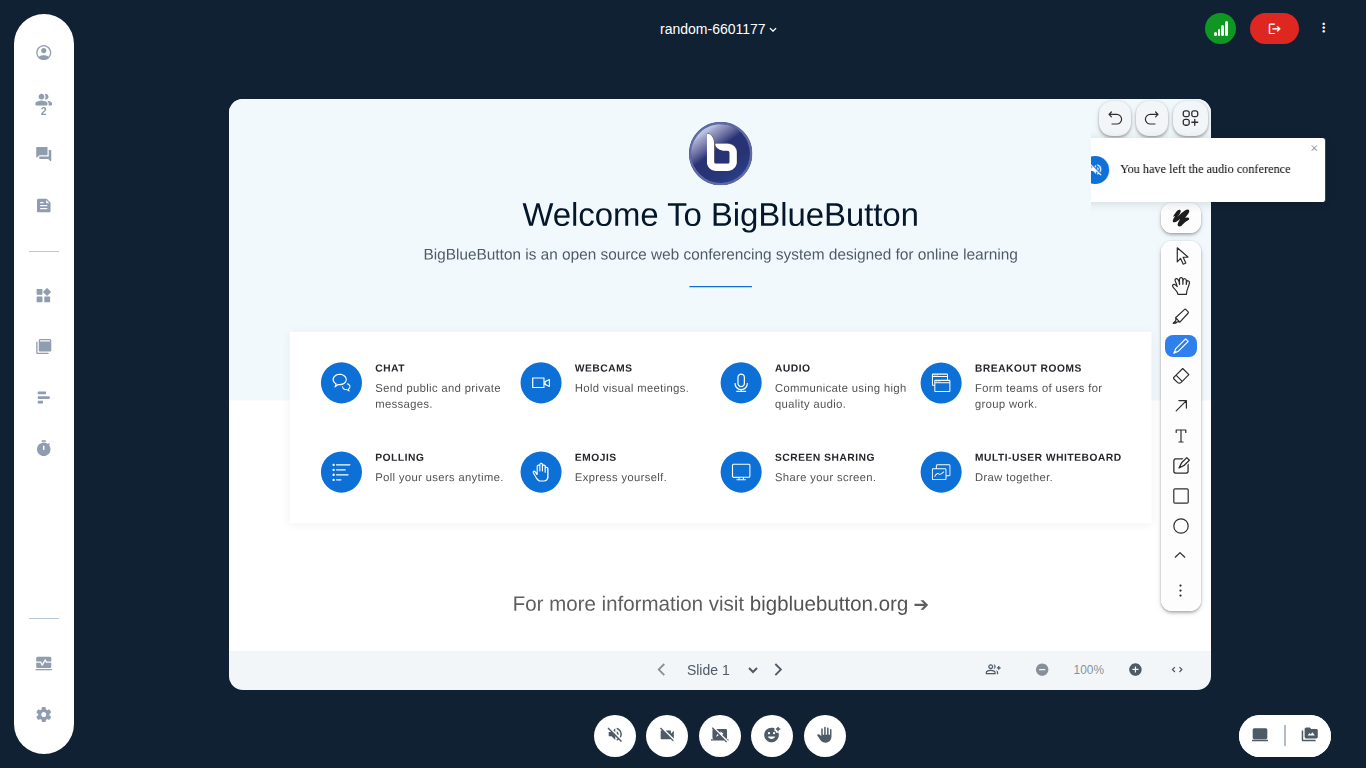 random-6601177
2
You have left the audio conference
×
Welcome To BigBlueButton
BigBlueButton is an open source web conferencing system designed for online learning
CHAT
Send public and private
messages.
WEBCAMS
Hold visual meetings.
AUDIO
Communicate using high
quality audio.
BREAKOUT ROOMS
Form teams of users for
group work.
POLLING
Poll your users anytime.
EMOJIS
Express yourself.
SCREEN SHARING
Share your screen.
MULTI-USER WHITEBOARD
Draw together.
For more information visit bigbluebutton.org ➔
Slide 1
100%